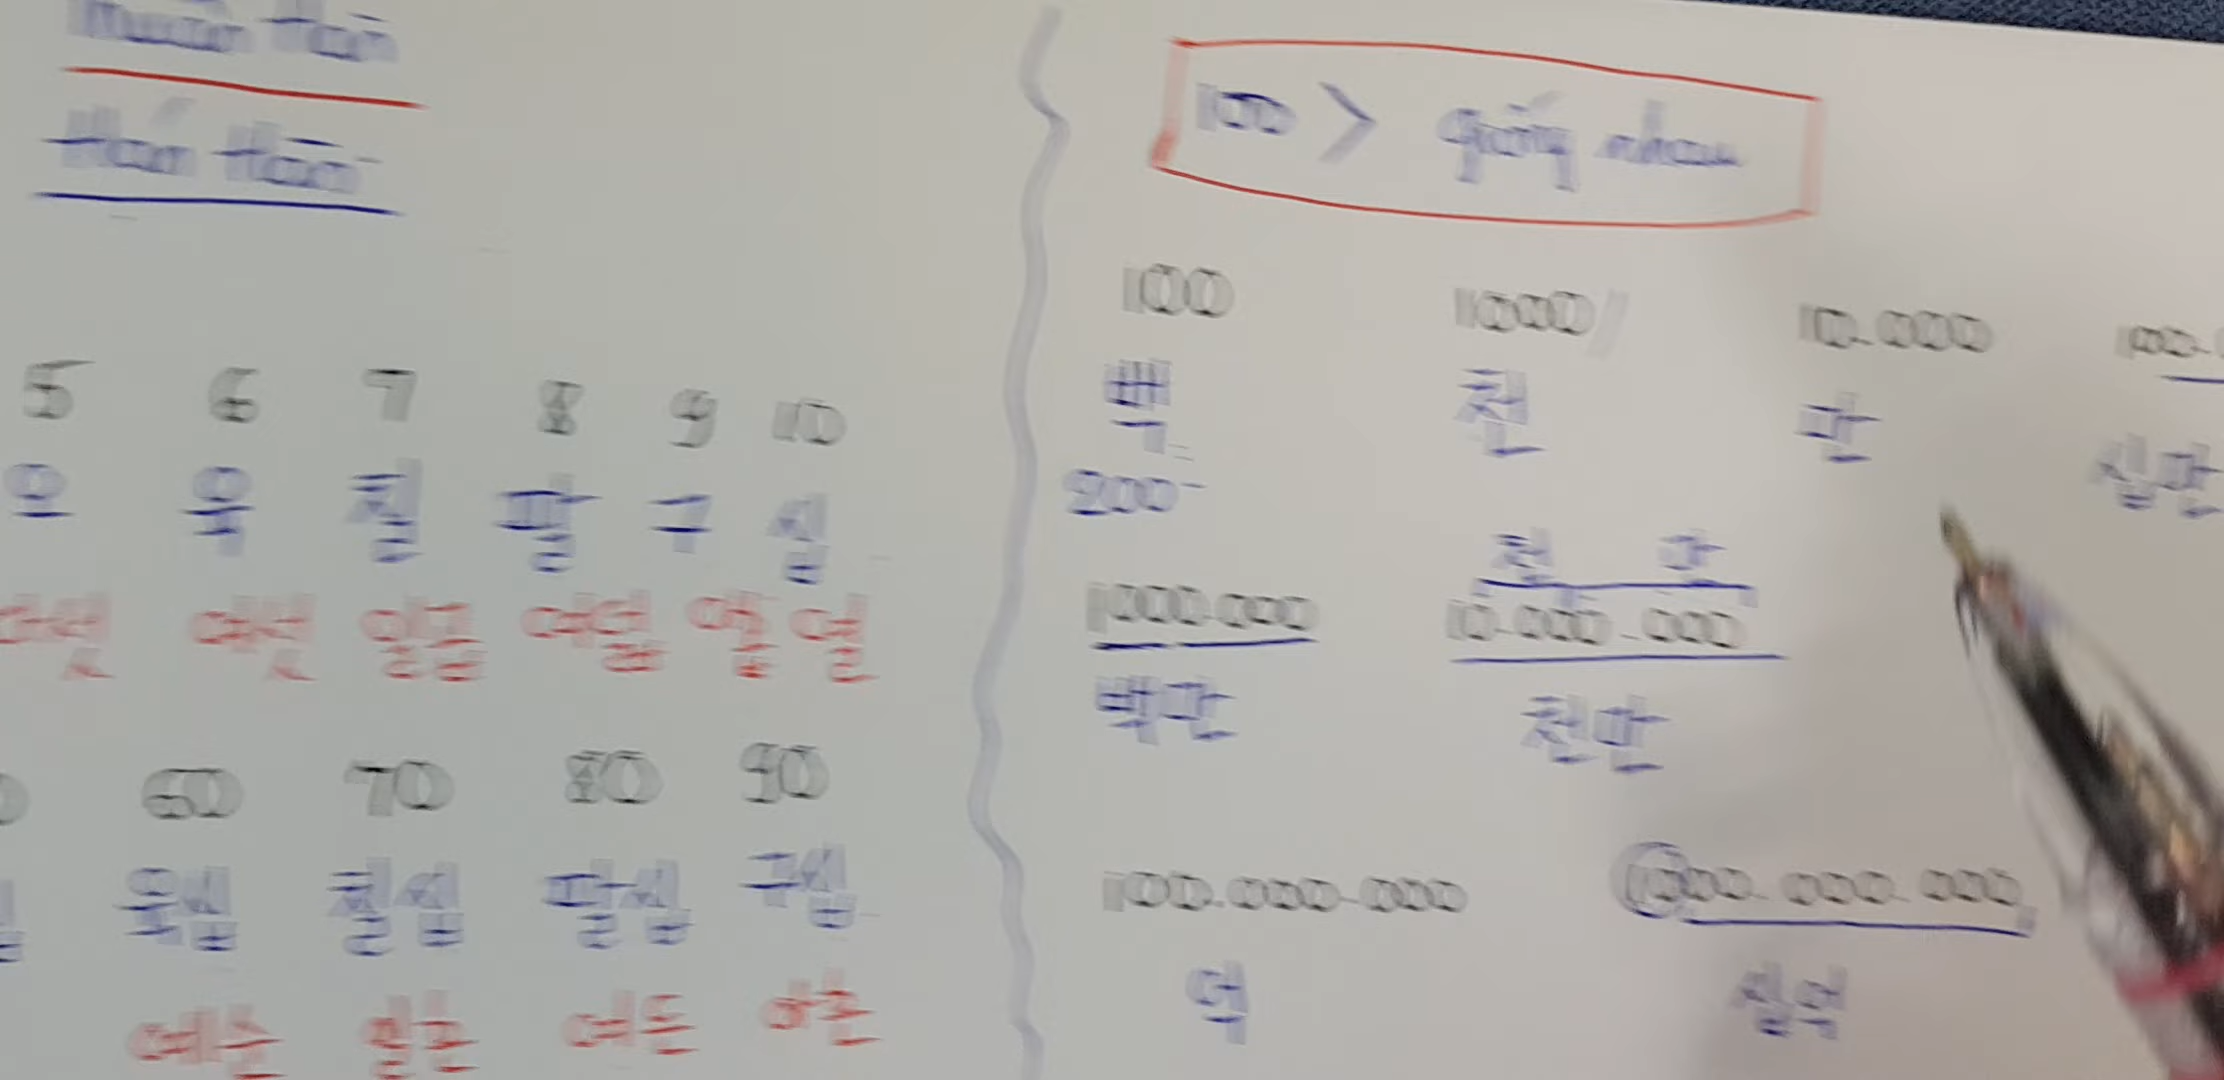 thuần Hàn
Hán Hàn
5 6 7 8 9 10
오 육 칠 팔 구 십
다섯 여섯 일곱 여덟 아홉 열
60 70 80 90
육십 칠십 팔십 구십
예순 일흔 여든 아흔
100 > giống nhau
100 1000 10.000
백 천 만 십만
200
천 만
1000.000 10.000.000
백만 천만
100.000.000 1000.000.000
억 십억